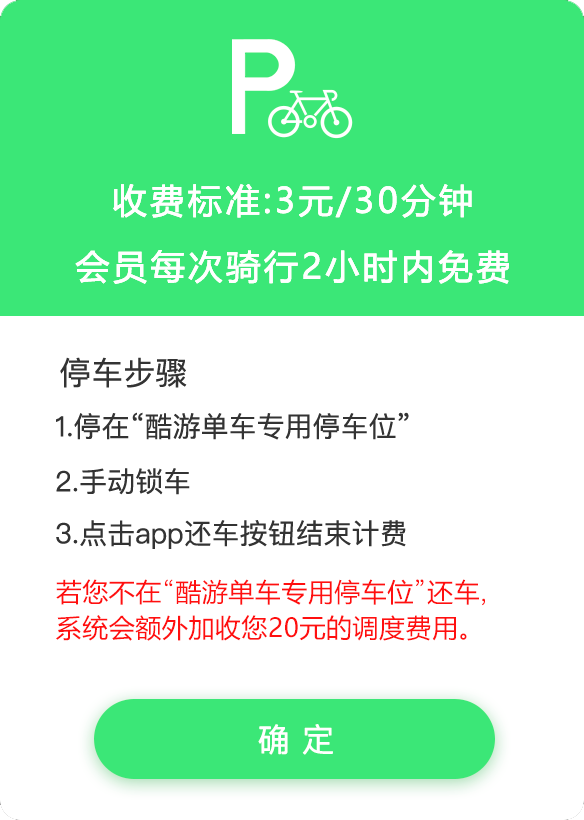 P
收费标准:3元/30分钟
会员每次骑行2小时内免费
停车步骤
1.停在“酷游单车专用停车位”
2.手动锁车
3.点击app还车按钮结束计费
若您不在“酷游单车专用停车位”还车,
系统会额外加收您20元的调度费用。
确定